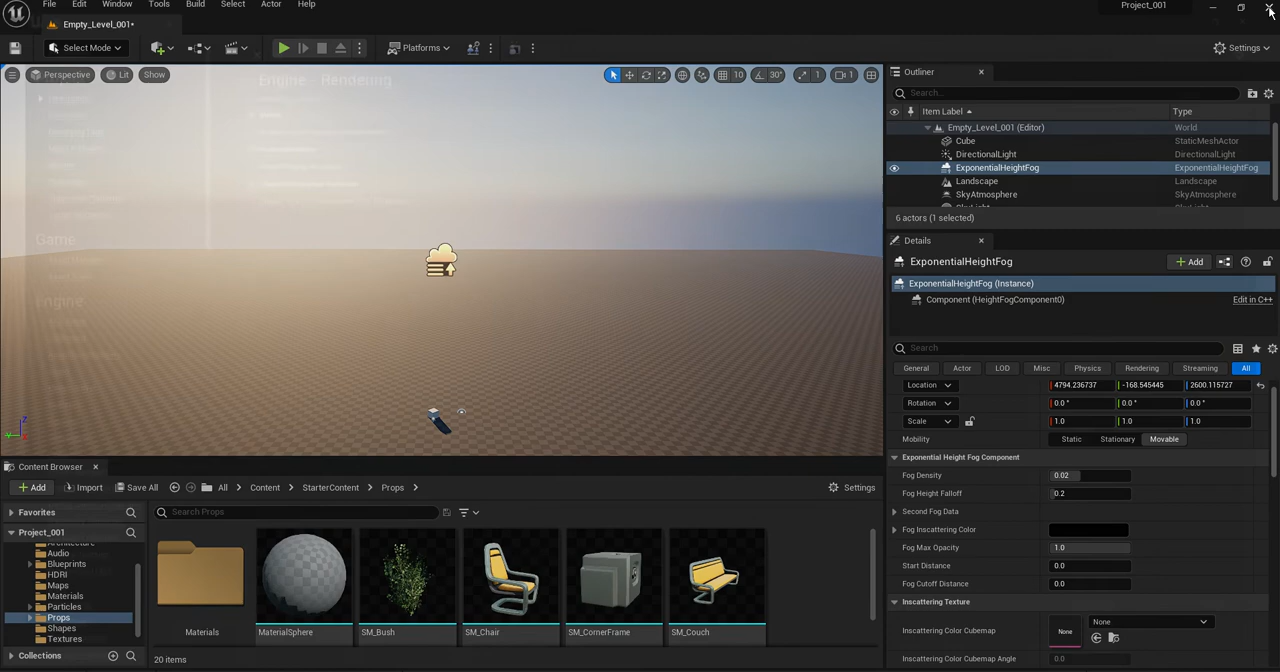 File Edit Window Tools Build Select Actor Help
Project_001
Empty_Level_001*
Select Mode
Platforms
Settings
Perspective Lit Show
Engine - Rendering
10 30° 1 1
Game
Engine
Outliner
Search...
Item Label Type
Empty_Level_001 (Editor) World
Cube StaticMeshActor
DirectionalLight DirectionalLight
ExponentialHeightFog ExponentialHeightFog
Landscape Landscape
SkyAtmosphere SkyAtmosphere
6 actors (1 selected)
Details
ExponentialHeightFog
+ Add
ExponentialHeightFog (Instance)
Component (HeightFogComponent0) Edit in C++
Search
General Actor LOD Misc Physics Rendering Streaming All
Location 4794.236737 -168.545445 2600.115727
Rotation 0.0 ° 0.0 ° 0.0 °
Scale 1.0 1.0 1.0
Mobility Static Stationary Movable
Exponential Height Fog Component
Fog Density 0.02
Fog Height Falloff 0.2
Second Fog Data
Fog Inscattering Color
Fog Max Opacity 1.0
Start Distance 0.0
Fog Cutoff Distance 0.0
Inscattering Texture
Inscattering Color Cubemap None None
Inscattering Color Cubemap Angle 0.0
Content Browser
+ Add Import Save All All > Content > StarterContent > Props > Settings
Favorites
Search Props
Project_001
Audio
Blueprints
HDRI
Maps
Materials
Particles
Props
Shapes
Textures
Collections
Materials
MaterialSphere
SM_Bush
SM_Chair
SM_CornerFrame
SM_Couch
20 items